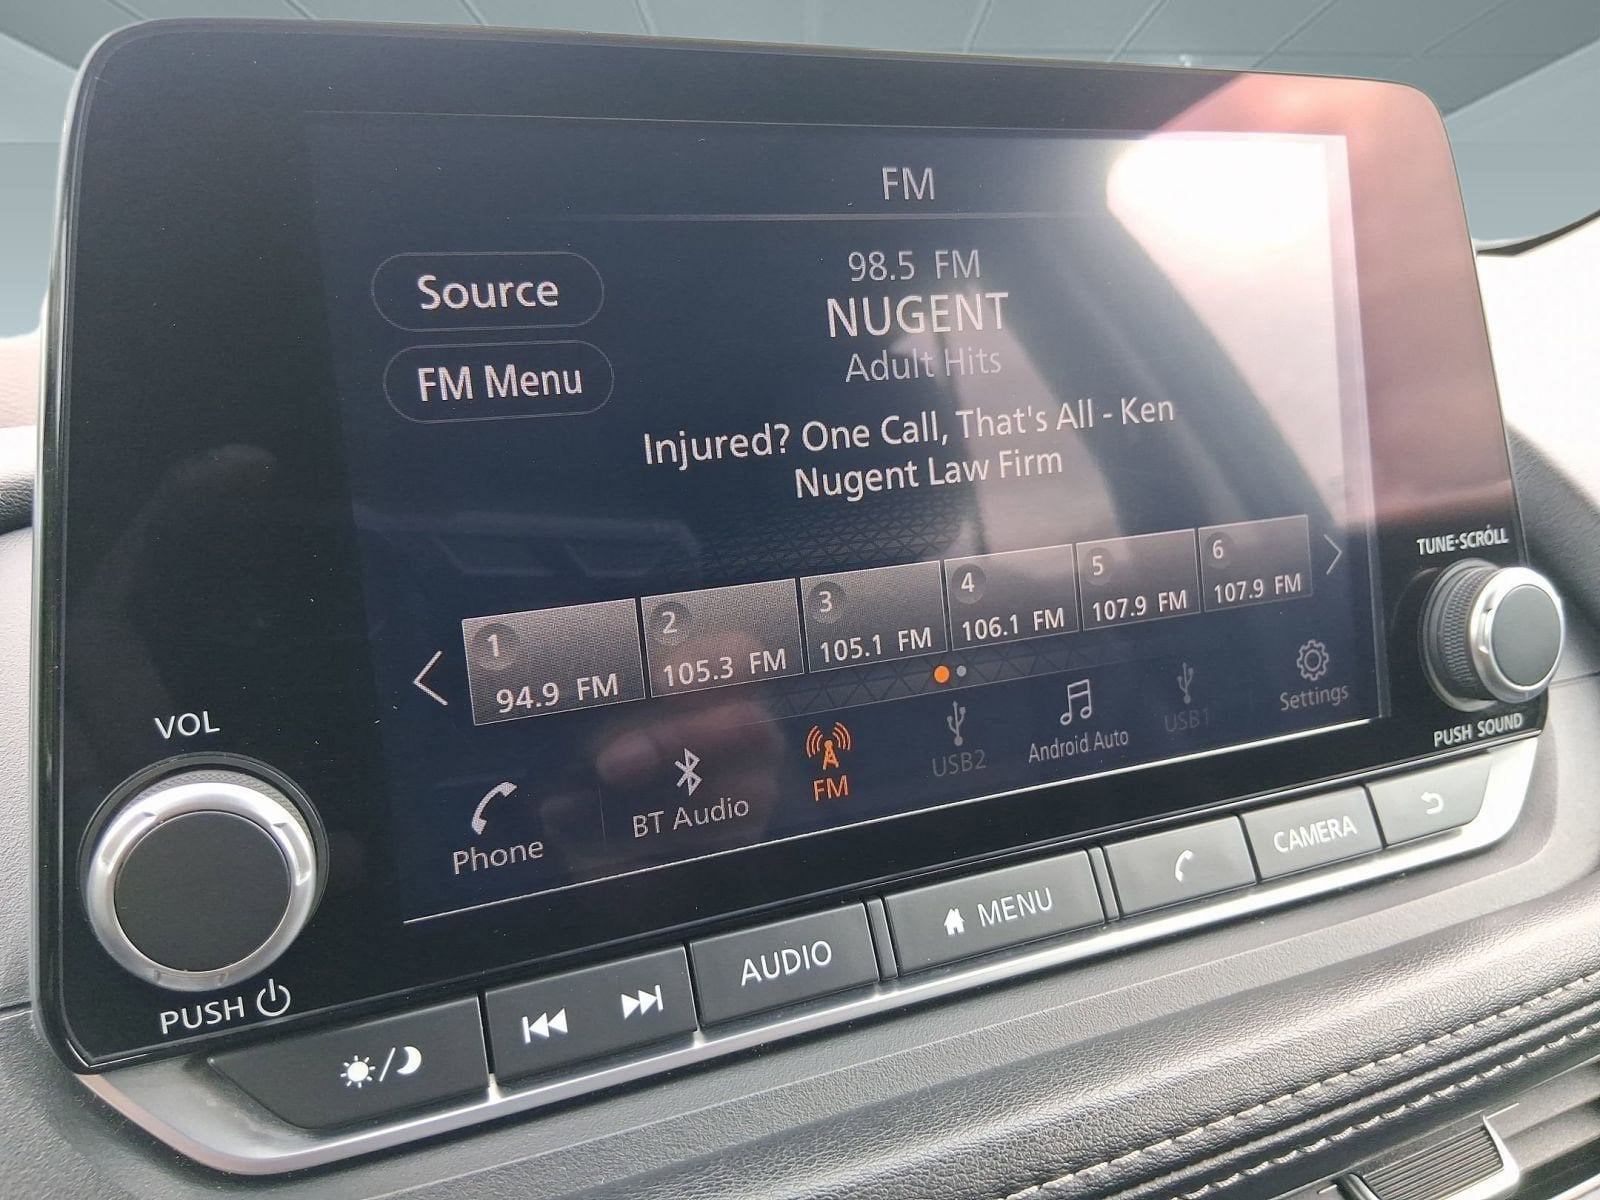 FM
Source
98.5 FM
NUGENT
FM Menu
Adult Hits
Injured? One Call, That's All - Ken
Nugent Law Firm
1
94.9 FM
2
105.3 FM
3
105.1 FM
4
106.1 FM
5
107.9 FM
6
107.9 FM
Phone
BT Audio
FM
USB2
Android Auto
USB1
Settings
VOL
PUSH
TUNE·SCROLL
PUSH SOUND
AUDIO
MENU
CAMERA